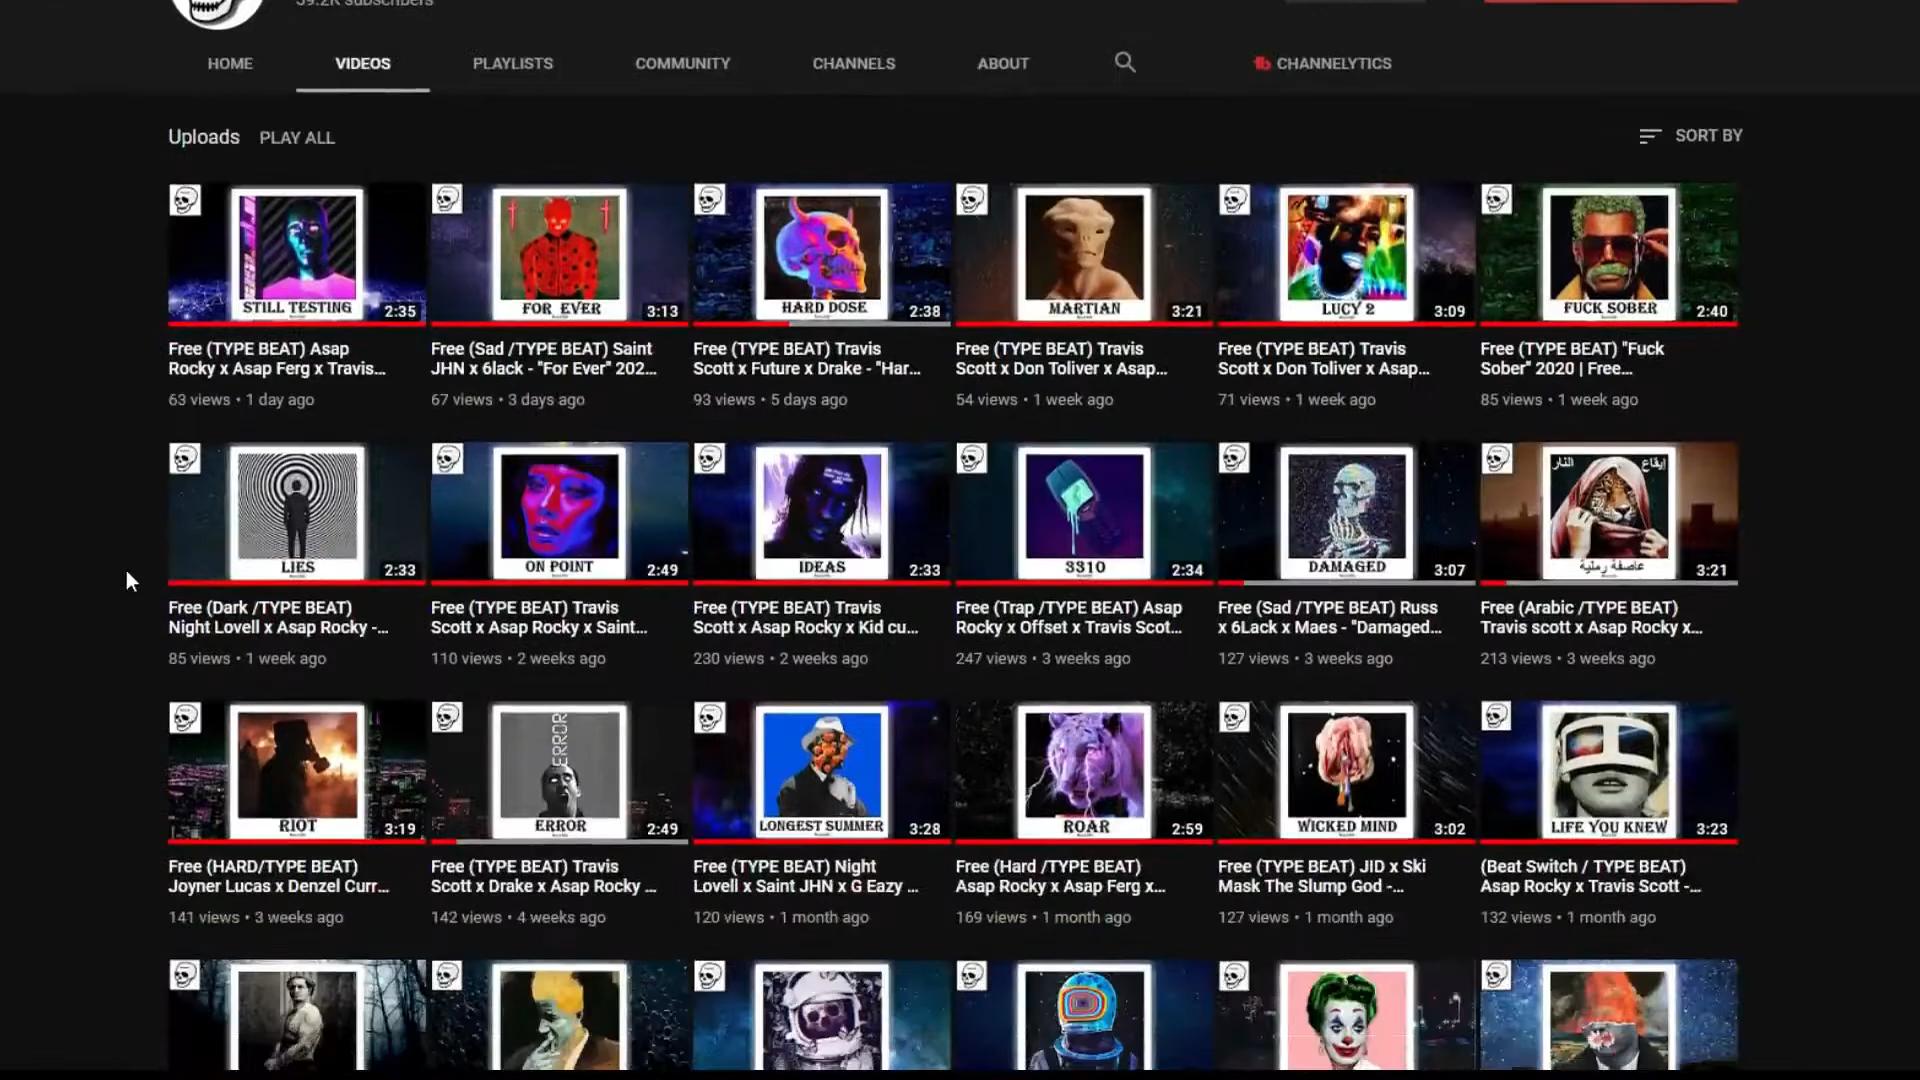 39.2K subscribers
HOME VIDEOS PLAYLISTS COMMUNITY CHANNELS ABOUT CHANNELYTICS
Uploads PLAY ALL SORT BY
STILL TESTING 2:35
FOR EVER 3:13
HARD DOSE 2:38
MARTIAN 3:21
LUCY 2 3:09
FUCK SOBER 2:40
Free (TYPE BEAT) Asap
Rocky x Asap Ferg x Travis...
63 views • 1 day ago
Free (Sad /TYPE BEAT) Saint
JHN x 6lack - "For Ever" 202...
67 views • 3 days ago
Free (TYPE BEAT) Travis
Scott x Future x Drake - "Har...
93 views • 5 days ago
Free (TYPE BEAT) Travis
Scott x Don Toliver x Asap...
54 views • 1 week ago
Free (TYPE BEAT) Travis
Scott x Don Toliver x Asap...
71 views • 1 week ago
Free (TYPE BEAT) "Fuck
Sober" 2020 | Free...
85 views • 1 week ago
LIES 2:33
ON POINT 2:49
IDEAS 2:33
3310 2:34
DAMAGED 3:07
إيقاع النار
عاصفة رملية 3:21
Free (Dark /TYPE BEAT)
Night Lovell x Asap Rocky -...
85 views • 1 week ago
Free (TYPE BEAT) Travis
Scott x Asap Rocky x Saint...
110 views • 2 weeks ago
Free (TYPE BEAT) Travis
Scott x Asap Rocky x Kid cu...
230 views • 2 weeks ago
Free (Trap /TYPE BEAT) Asap
Rocky x Offset x Travis Scot...
247 views • 3 weeks ago
Free (Sad /TYPE BEAT) Russ
x 6Lack x Maes - "Damaged...
127 views • 3 weeks ago
Free (Arabic /TYPE BEAT)
Travis scott x Asap Rocky x...
213 views • 3 weeks ago
RIOT 3:19
ERROR
ERROR 2:49
LONGEST SUMMER 3:28
ROAR 2:59
WICKED MIND 3:02
LIFE YOU KNEW 3:23
Free (HARD/TYPE BEAT)
Joyner Lucas x Denzel Curr...
141 views • 3 weeks ago
Free (TYPE BEAT) Travis
Scott x Drake x Asap Rocky ...
142 views • 4 weeks ago
Free (TYPE BEAT) Night
Lovell x Saint JHN x G Eazy ...
120 views • 1 month ago
Free (Hard /TYPE BEAT)
Asap Rocky x Asap Ferg x...
169 views • 1 month ago
Free (TYPE BEAT) JID x Ski
Mask The Slump God -...
127 views • 1 month ago
(Beat Switch / TYPE BEAT)
Asap Rocky x Travis Scott -...
132 views • 1 month ago